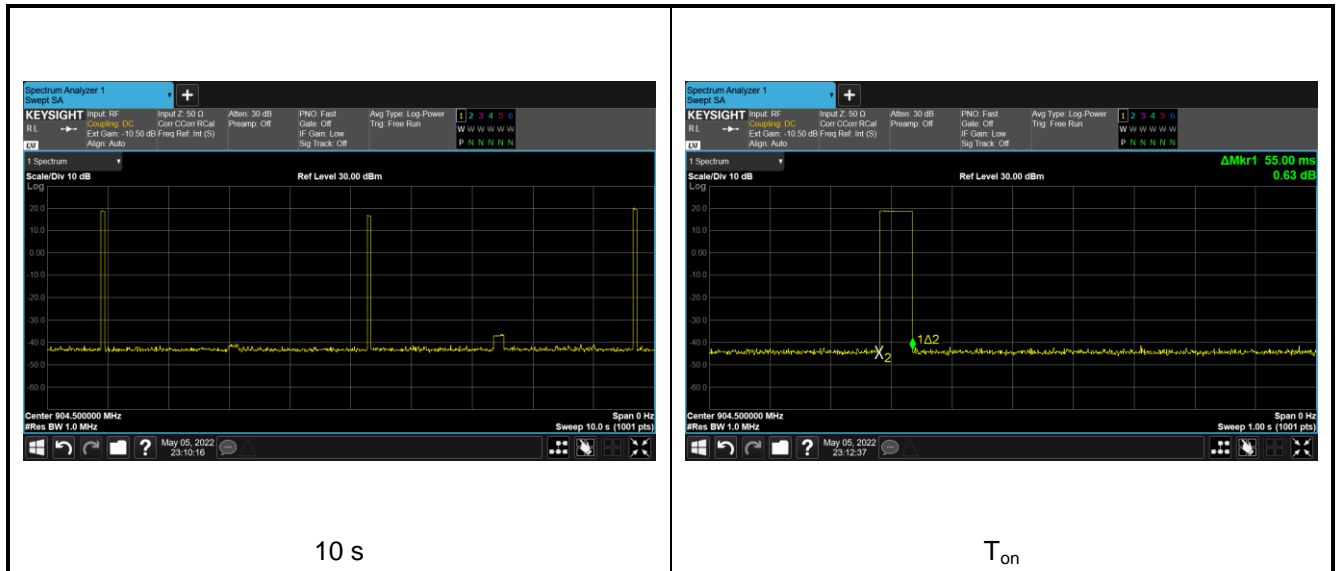 Spectrum Analyzer 1
Swept SA
+
KEYSIGHT
RL
LXI
Input: RF
Coupling: DC
Ext Gain: -10.50 dB
Align: Auto
Input Z: 50 Ω
Corr CCorr RCal
Freq Ref: Int (S)
Atten: 30 dB
Preamp: Off
PNO: Fast
Gate: Off
IF Gain: Low
Sig Track: Off
Avg Type: Log-Power
Trig: Free Run
1 2 3 4 5 6
W W W W W W
P N N N N N
1 Spectrum
Scale/Div 10 dB
Ref Level 30.00 dBm
Log
20.0
10.0
0.00
-10.0
-20.0
-30.0
-40.0
-50.0
-60.0
Center 904.500000 MHz
#Res BW 1.0 MHz
Span 0 Hz
Sweep 10.0 s (1001 pts)
?
May 05, 2022
23:10:16
10 s
Spectrum Analyzer 1
Swept SA
+
KEYSIGHT
RL
LXI
Input: RF
Coupling: DC
Ext Gain: -10.50 dB
Align: Auto
Input Z: 50 Ω
Corr CCorr RCal
Freq Ref: Int (S)
Atten: 30 dB
Preamp: Off
PNO: Fast
Gate: Off
IF Gain: Low
Sig Track: Off
Avg Type: Log-Power
Trig: Free Run
1 2 3 4 5 6
W W W W W W
P N N N N N
1 Spectrum
ΔMkr1 55.00 ms
0.63 dB
Scale/Div 10 dB
Ref Level 30.00 dBm
Log
20.0
10.0
0.00
-10.0
-20.0
-30.0
-40.0
-50.0
-60.0
1Δ2
X2
Center 904.500000 MHz
#Res BW 1.0 MHz
Span 0 Hz
Sweep 1.00 s (1001 pts)
?
May 05, 2022
23:12:37
Ton